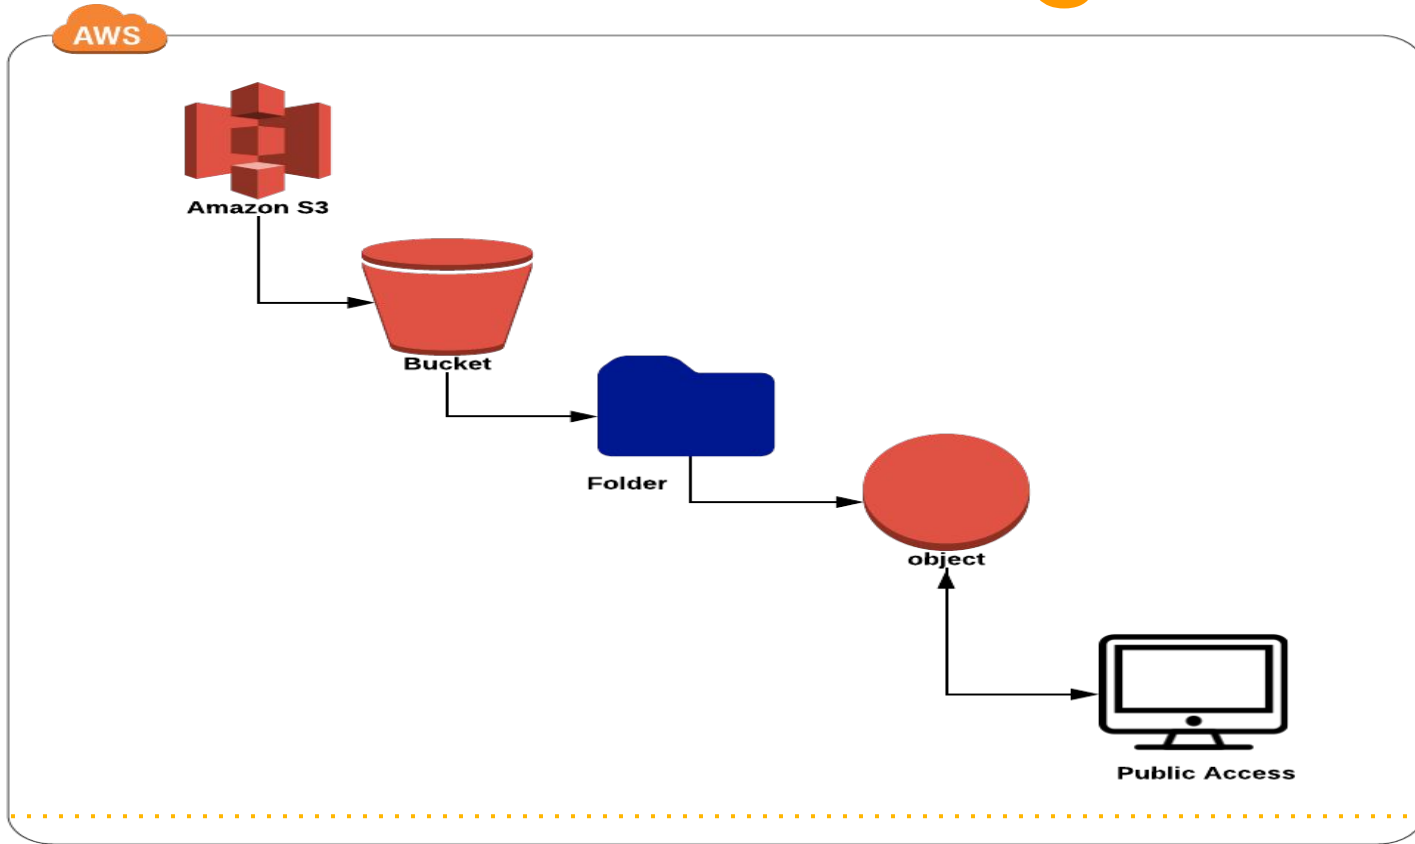 AWS
Amazon S3
Bucket
Folder
object
Public Access